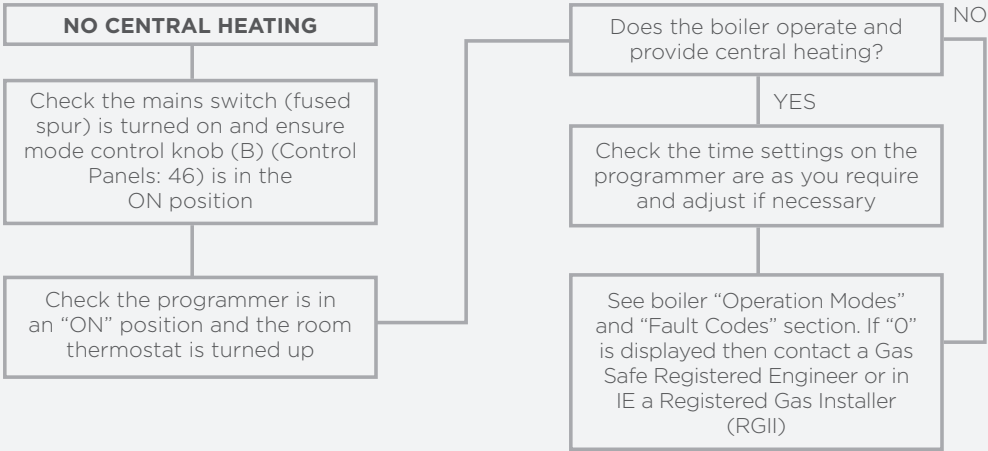 NO CENTRAL HEATING
Check the mains switch (fused
spur) is turned on and ensure
mode control knob (B) (Control
Panels: 46) is in the
ON position
Check the programmer is in
an “ON” position and the room
thermostat is turned up
Does the boiler operate and
provide central heating?
NO
YES
Check the time settings on the
programmer are as you require
and adjust if necessary
See boiler “Operation Modes”
and “Fault Codes” section. If “0”
is displayed then contact a Gas
Safe Registered Engineer or in
IE a Registered Gas Installer
(RGII)